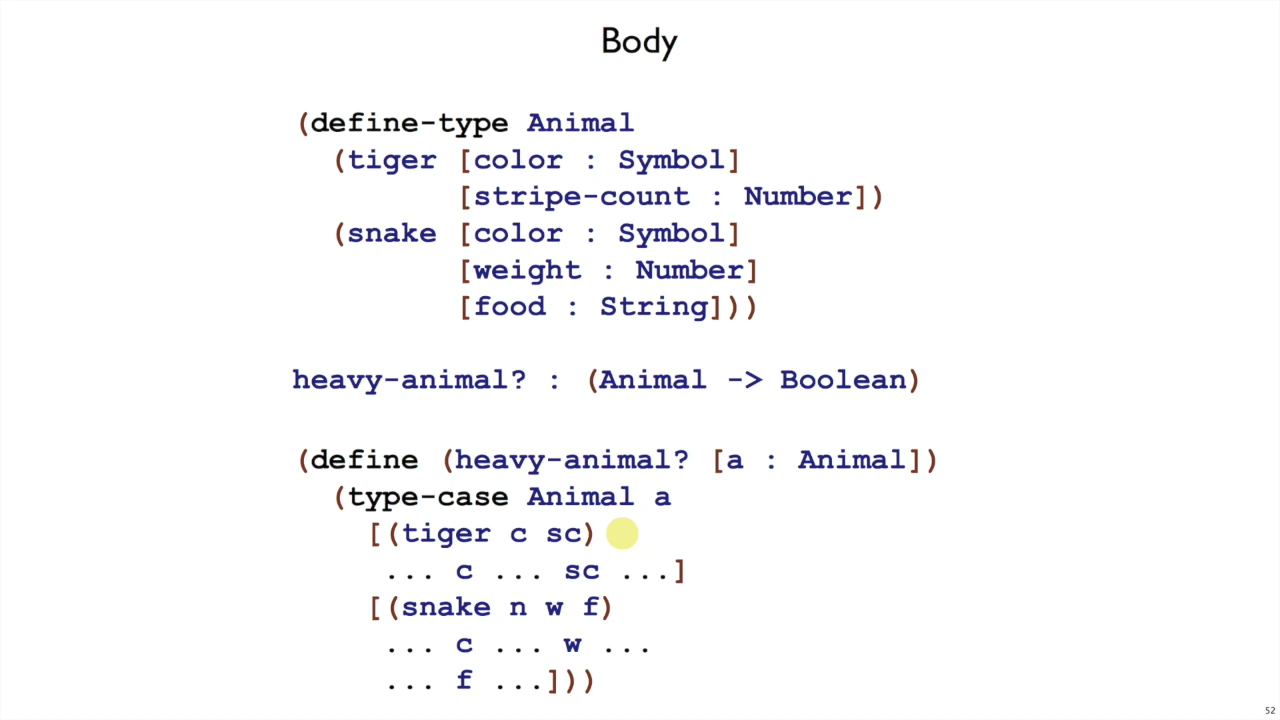 Body
(define-type Animal
(tiger [color : Symbol]
[stripe-count : Number])
(snake [color : Symbol]
[weight : Number]
[food : String]))
heavy-animal? : (Animal -> Boolean)
(define (heavy-animal? [a : Animal])
(type-case Animal a
[(tiger c sc)
... c ... sc ...]
[(snake n w f)
... c ... w ...
... f ...]))
52